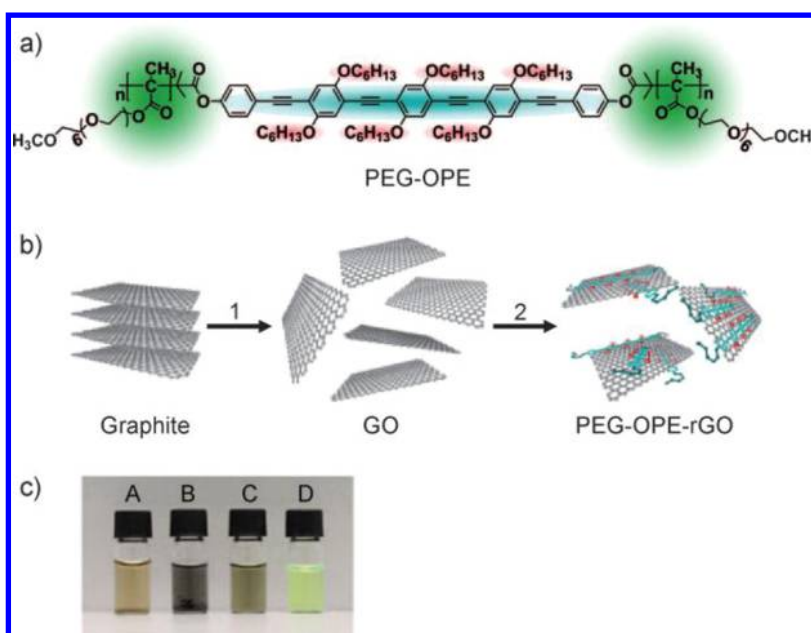 a)
CH₃ O OC₆H₁₃ OC₆H₁₃ OC₆H₁₃ O CH₃
n O O n
O O C₆H₁₃O C₆H₁₃O C₆H₁₃O O O
H₃CO 6 O O 6 OCH
PEG-OPE
b)
1 2
Graphite GO PEG-OPE-rGO
c)
A B C D